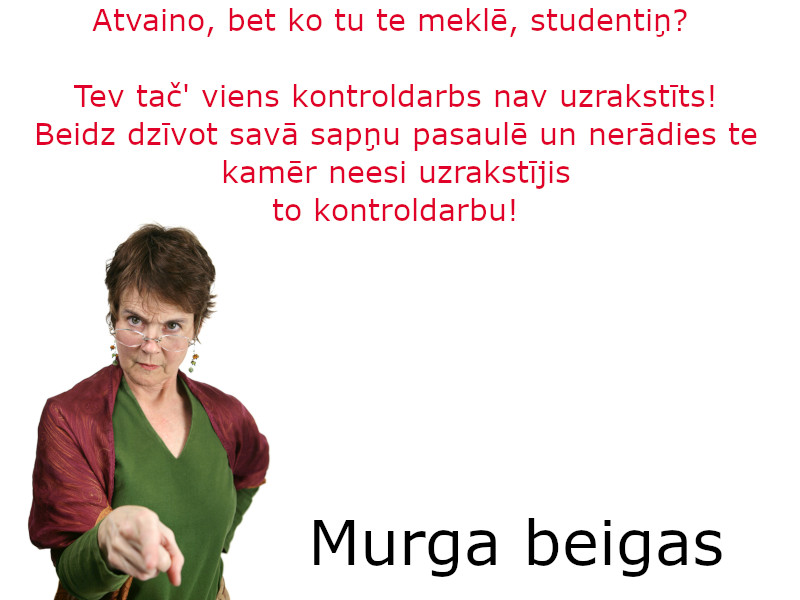 Atvaino, bet ko tu te meklē, studentiņ?
Tev tač' viens kontroldarbs nav uzrakstīts!
Beidz dzīvot savā sapņu pasaulē un nerādies te
kamēr neesi uzrakstījis
to kontroldarbu!
Murga beigas